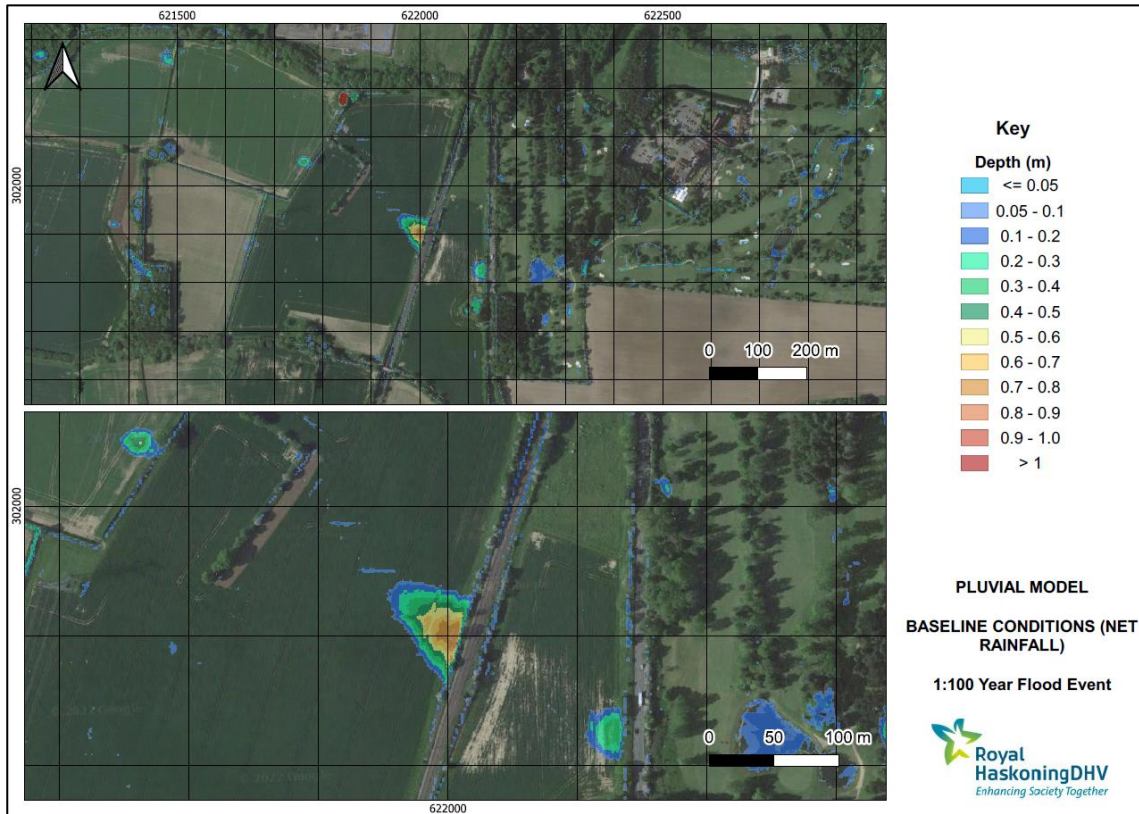 621500
622000
622500
302000
0 100 200 m
302000
0 50 100 m
622000
Key
Depth (m)
<= 0.05
0.05 - 0.1
0.1 - 0.2
0.2 - 0.3
0.3 - 0.4
0.4 - 0.5
0.5 - 0.6
0.6 - 0.7
0.7 - 0.8
0.8 - 0.9
0.9 - 1.0
> 1
PLUVIAL MODEL
BASELINE CONDITIONS (NET
RAINFALL)
1:100 Year Flood Event
Royal
HaskoningDHV
Enhancing Society Together